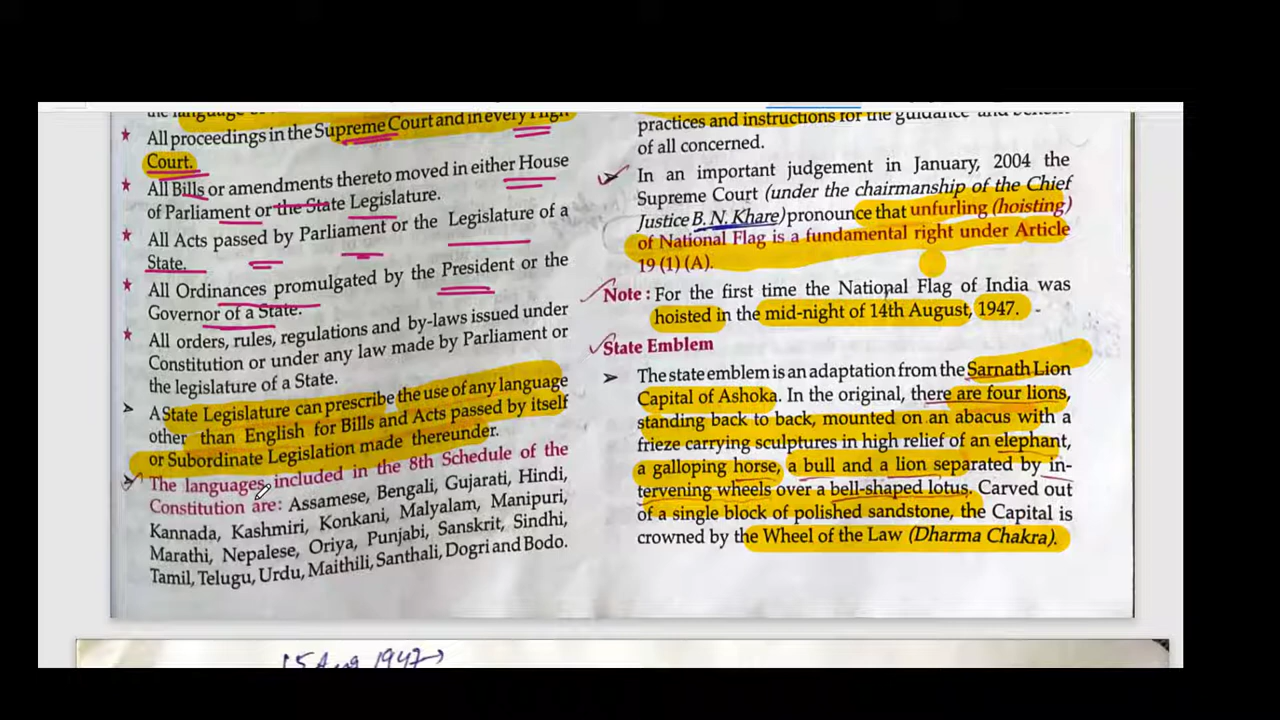 the language
All proceedings in the Supreme Court and in every High
Court.
All Bills or amendments thereto moved in either House
of Parliament or the State Legislature.
All Acts passed by Parliament or the Legislature of a
State.
All Ordinances promulgated by the President or the
Governor of a State.
All orders, rules, regulations and by-laws issued under
Constitution or under any law made by Parliament or
the legislature of a State.
A State Legislature can prescribe the use of any language
other than English for Bills and Acts passed by itself
or Subordinate Legislation made thereunder.
The languages included in the 8th Schedule of the
Constitution are: Assamese, Bengali, Gujarati, Hindi,
Kannada, Kashmiri, Konkani, Malyalam, Manipuri,
Marathi, Nepalese, Oriya, Punjabi, Sanskrit, Sindhi,
Tamil, Telugu, Urdu, Maithili, Santhali, Dogri and Bodo.
practices and instructions for the guidance and benefit
of all concerned.
In an important judgement in January, 2004 the
Supreme Court (under the chairmanship of the Chief
Justice B. N. Khare) pronounce that unfurling (hoisting)
of National Flag is a fundamental right under Article
19 (1) (A).
Note : For the first time the National Flag of India was
hoisted in the mid-night of 14th August, 1947.
State Emblem
The state emblem is an adaptation from the Sarnath Lion
Capital of Ashoka. In the original, there are four lions,
standing back to back, mounted on an abacus with a
frieze carrying sculptures in high relief of an elephant,
a galloping horse, a bull and a lion separated by in-
tervening wheels over a bell-shaped lotus. Carved out
of a single block of polished sandstone, the Capital is
crowned by the Wheel of the Law (Dharma Chakra).
15 Aug 1947